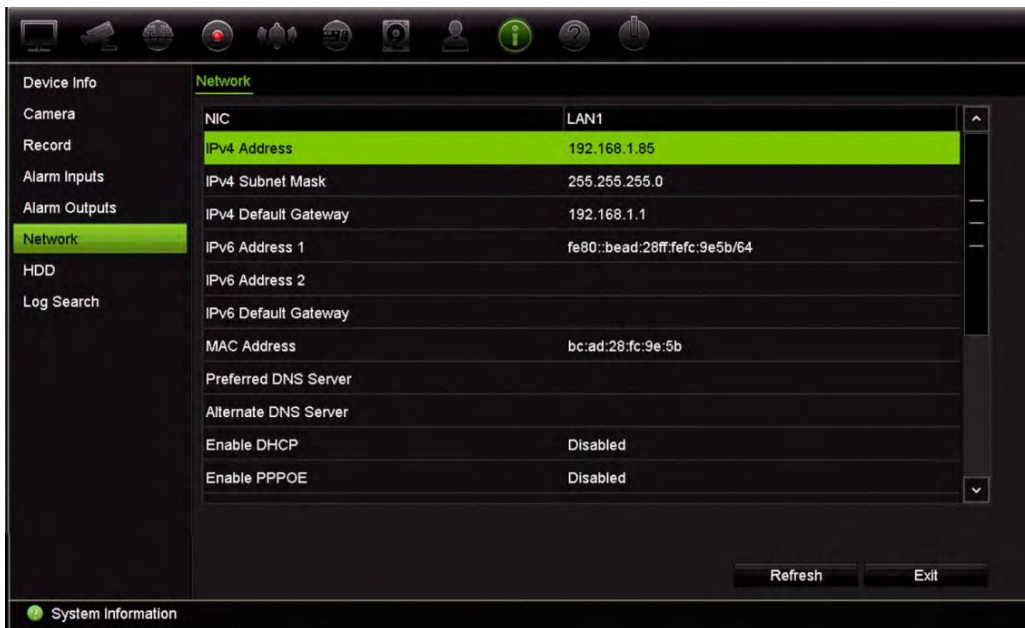 Device Info
Camera
Record
Alarm Inputs
Alarm Outputs
Network
HDD
Log Search
Network
NIC LAN1
IPv4 Address 192.168.1.85
IPv4 Subnet Mask 255.255.255.0
IPv4 Default Gateway 192.168.1.1
IPv6 Address 1 fe80::bead:28ff:fefc:9e5b/64
IPv6 Address 2
IPv6 Default Gateway
MAC Address bc:ad:28:fc:9e:5b
Preferred DNS Server
Alternate DNS Server
Enable DHCP Disabled
Enable PPPOE Disabled
Refresh Exit
System Information